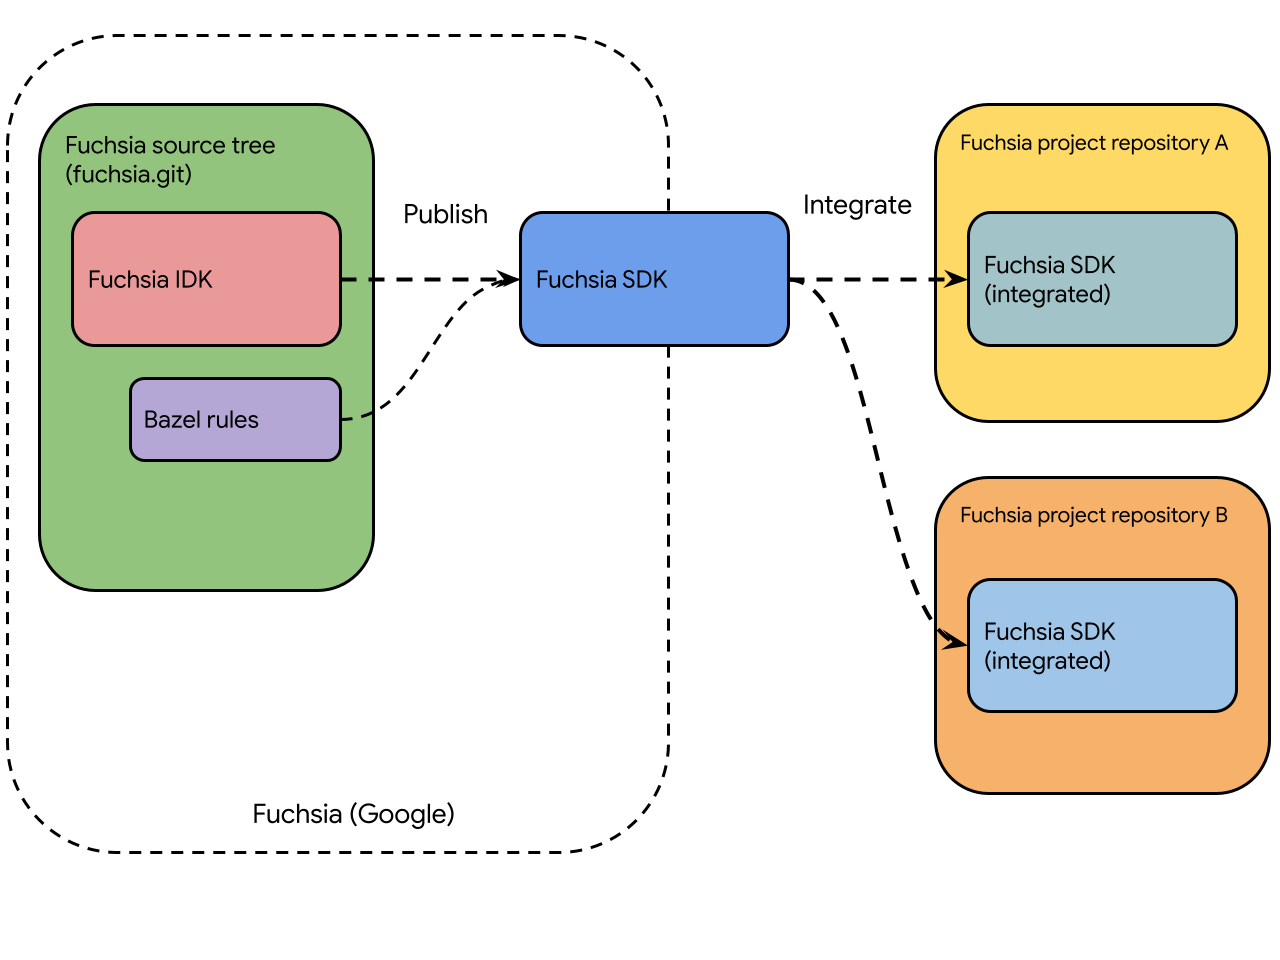 Fuchsia source tree
(fuchsia.git)
Fuchsia IDK
Bazel rules
Publish
Fuchsia SDK
Integrate
Fuchsia project repository A
Fuchsia SDK
(integrated)
Fuchsia project repository B
Fuchsia SDK
(integrated)
Fuchsia (Google)